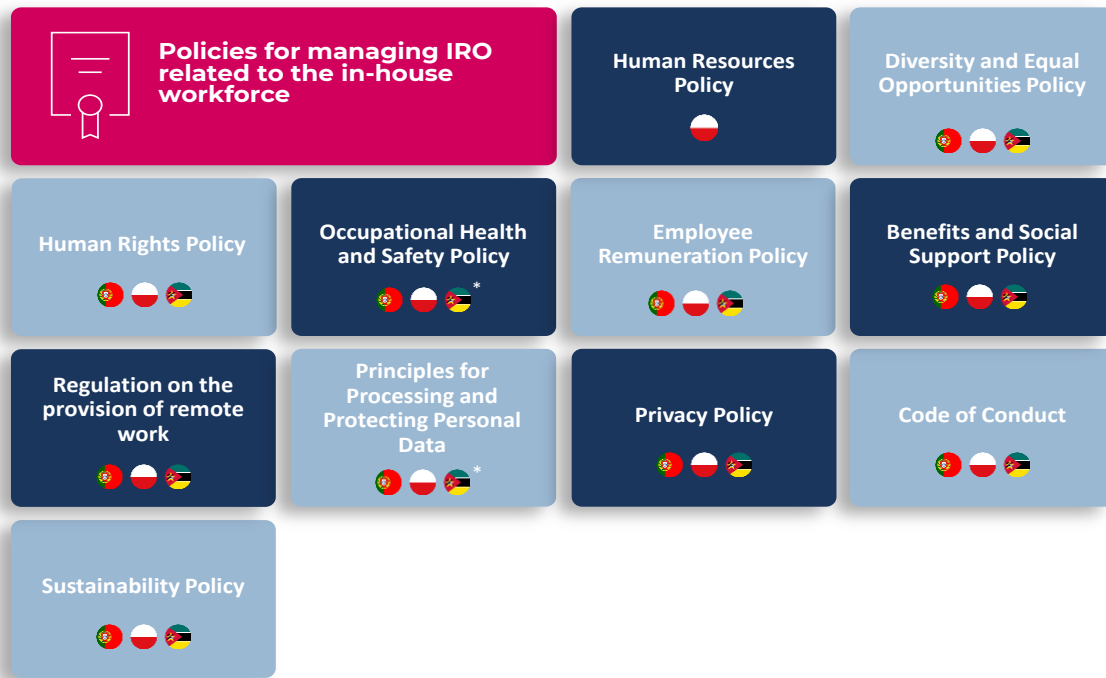 Policies for managing IRO
related to the in-house
workforce
Human Resources
Policy
Diversity and Equal
Opportunities Policy
Human Rights Policy
Occupational Health
and Safety Policy
*
Employee
Remuneration Policy
Benefits and Social
Support Policy
Regulation on the
provision of remote
work
Principles for
Processing and
Protecting Personal
Data
*
Privacy Policy
Code of Conduct
Sustainability Policy